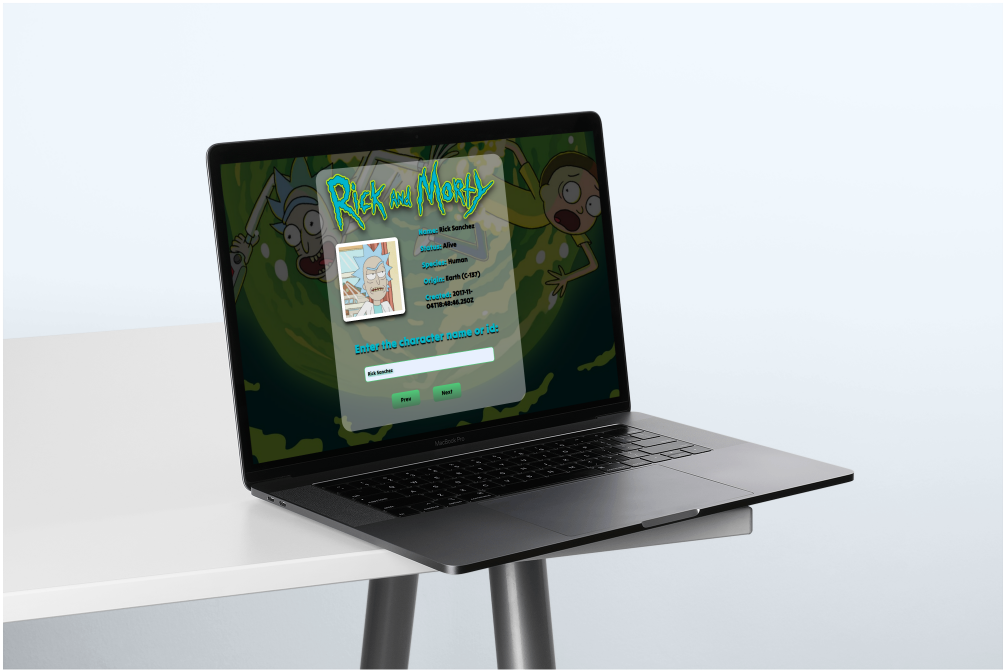 Rick and Morty
Name: Rick Sanchez
Status: Alive
Species: Human
Origin: Earth (C-137)
Created: 2017-11-
04T18:48:46.250Z
Enter the character name or id:
Rick Sanchez
Prev Next
MacBook Pro